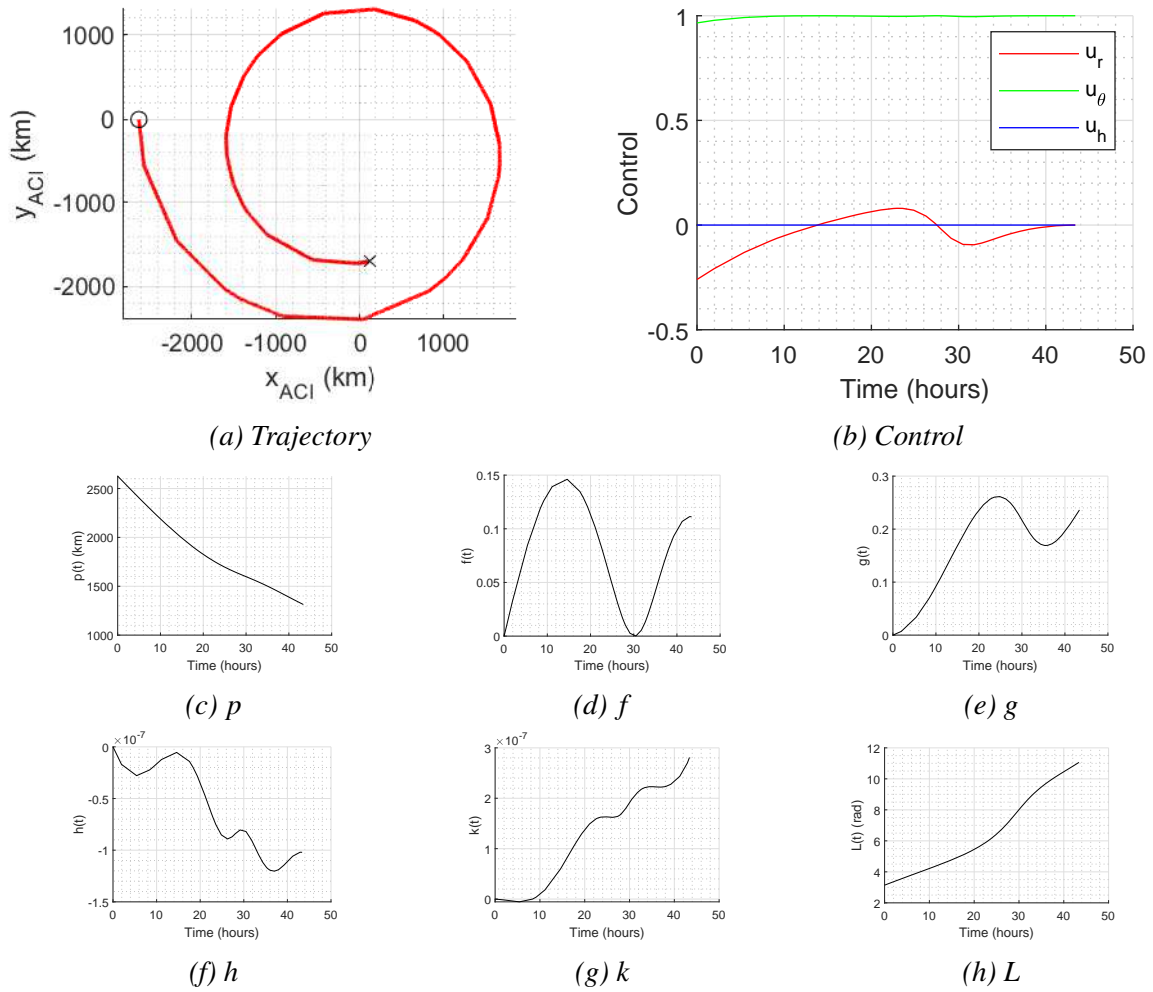 1000
0
-1000
-2000
y_ACI (km)
-2000 -1000 0 1000
x_ACI (km)
(a) Trajectory
1
0.5
0
-0.5
Control
u_r
u_θ
u_h
0 10 20 30 40 50
Time (hours)
(b) Control
2500
2000
1500
1000
p(t) (km)
0 10 20 30 40 50
Time (hours)
(c) p
0.15
0.1
0.05
0
f(t)
0 10 20 30 40 50
Time (hours)
(d) f
0.3
0.2
0.1
0
g(t)
0 10 20 30 40 50
Time (hours)
(e) g
×10^-7
0
-0.5
-1
-1.5
h(t)
0 10 20 30 40 50
Time (hours)
(f) h
×10^-7
3
2
1
0
k(t)
0 10 20 30 40 50
Time (hours)
(g) k
12
10
8
6
4
2
L(t) (rad)
0 10 20 30 40 50
Time (hours)
(h) L